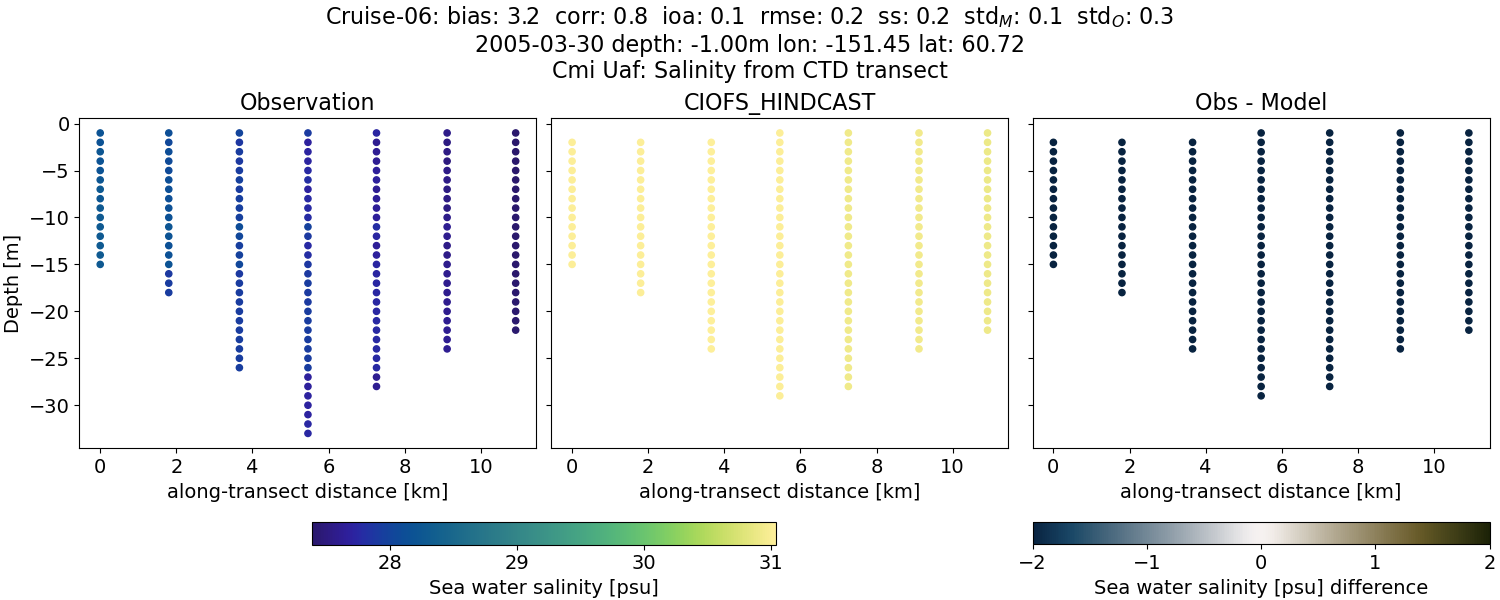 Cruise-06: bias: 3.2 corr: 0.8 ioa: 0.1 rmse: 0.2 ss: 0.2 std_M: 0.1 std_O: 0.3
2005-03-30 depth: -1.00m lon: -151.45 lat: 60.72
Cmi Uaf: Salinity from CTD transect
Observation CIOFS_HINDCAST Obs - Model
Depth [m]
0
−5
−10
−15
−20
−25
−30
0 2 4 6 8 10 0 2 4 6 8 10 0 2 4 6 8 10
along-transect distance [km] along-transect distance [km] along-transect distance [km]
28 29 30 31 −2 −1 0 1 2
Sea water salinity [psu] Sea water salinity [psu] difference